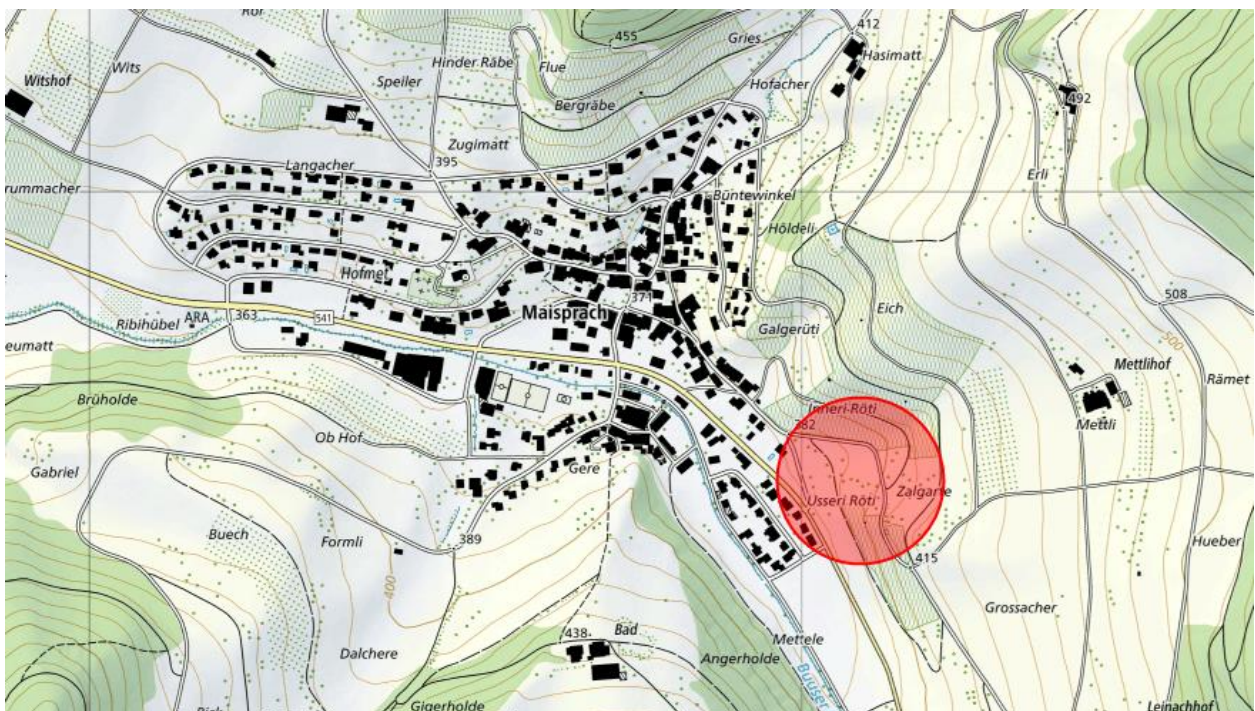 Ror
455
412
Gries
Hasimatt
Witshof
Wits
Speiler
Hinder Räbe
Flue
Hofacher
492
Bergräbe
Zugimatt
Langacher
395
Erli
rummacher
Büntewinkel
Höldeli
Hofmet
371
508
Eich
Maisprach
Ribihübel
ARA
363
541
Galgerüti
500
eumatt
Mettlihof
Rämet
Brüholde
Inneri Röti
382
Mettli
Ob Hof
Gabriel
Gere
Usseri Röti
Zalgarte
Buech
Formli
389
Hueber
415
400
Grossacher
438
Bad
Mettele
Dalchere
Angerholde
Buuser
Gigerholde
Leinachhof